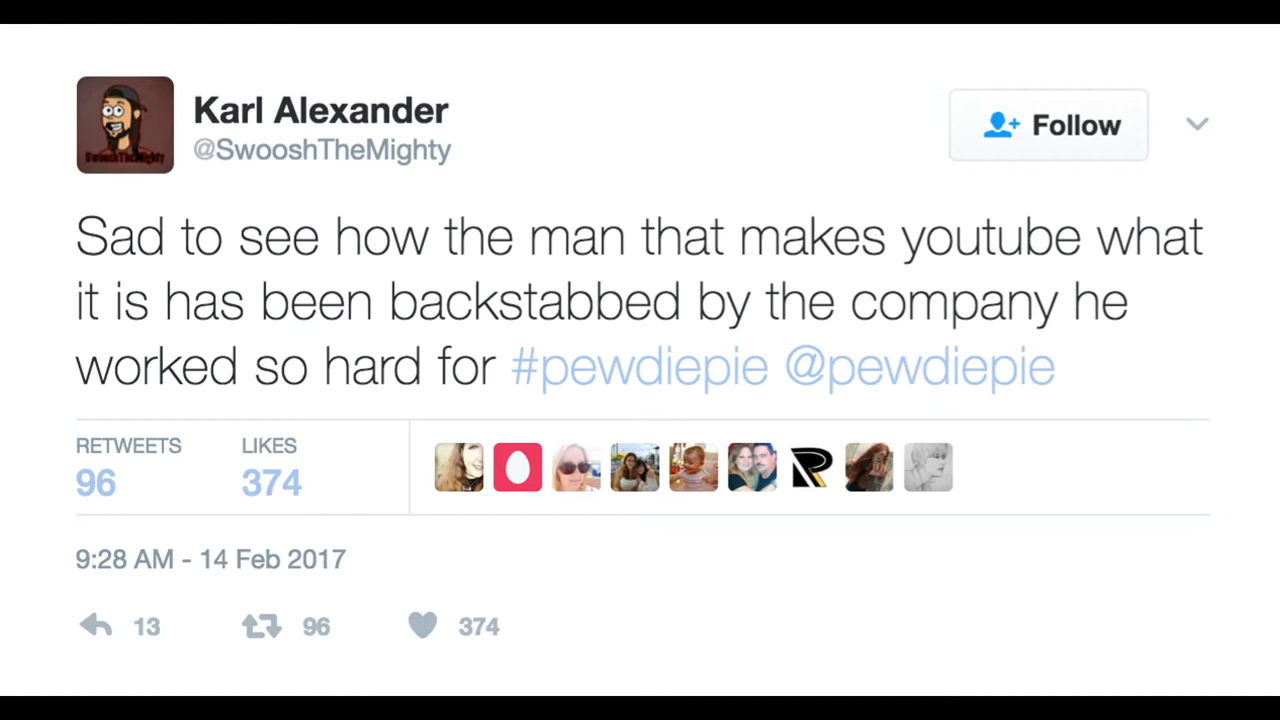 Karl Alexander
@SwooshTheMighty
Follow
Sad to see how the man that makes youtube what
it is has been backstabbed by the company he
worked so hard for #pewdiepie @pewdiepie
RETWEETS LIKES
96 374
9:28 AM - 14 Feb 2017
13 96 374